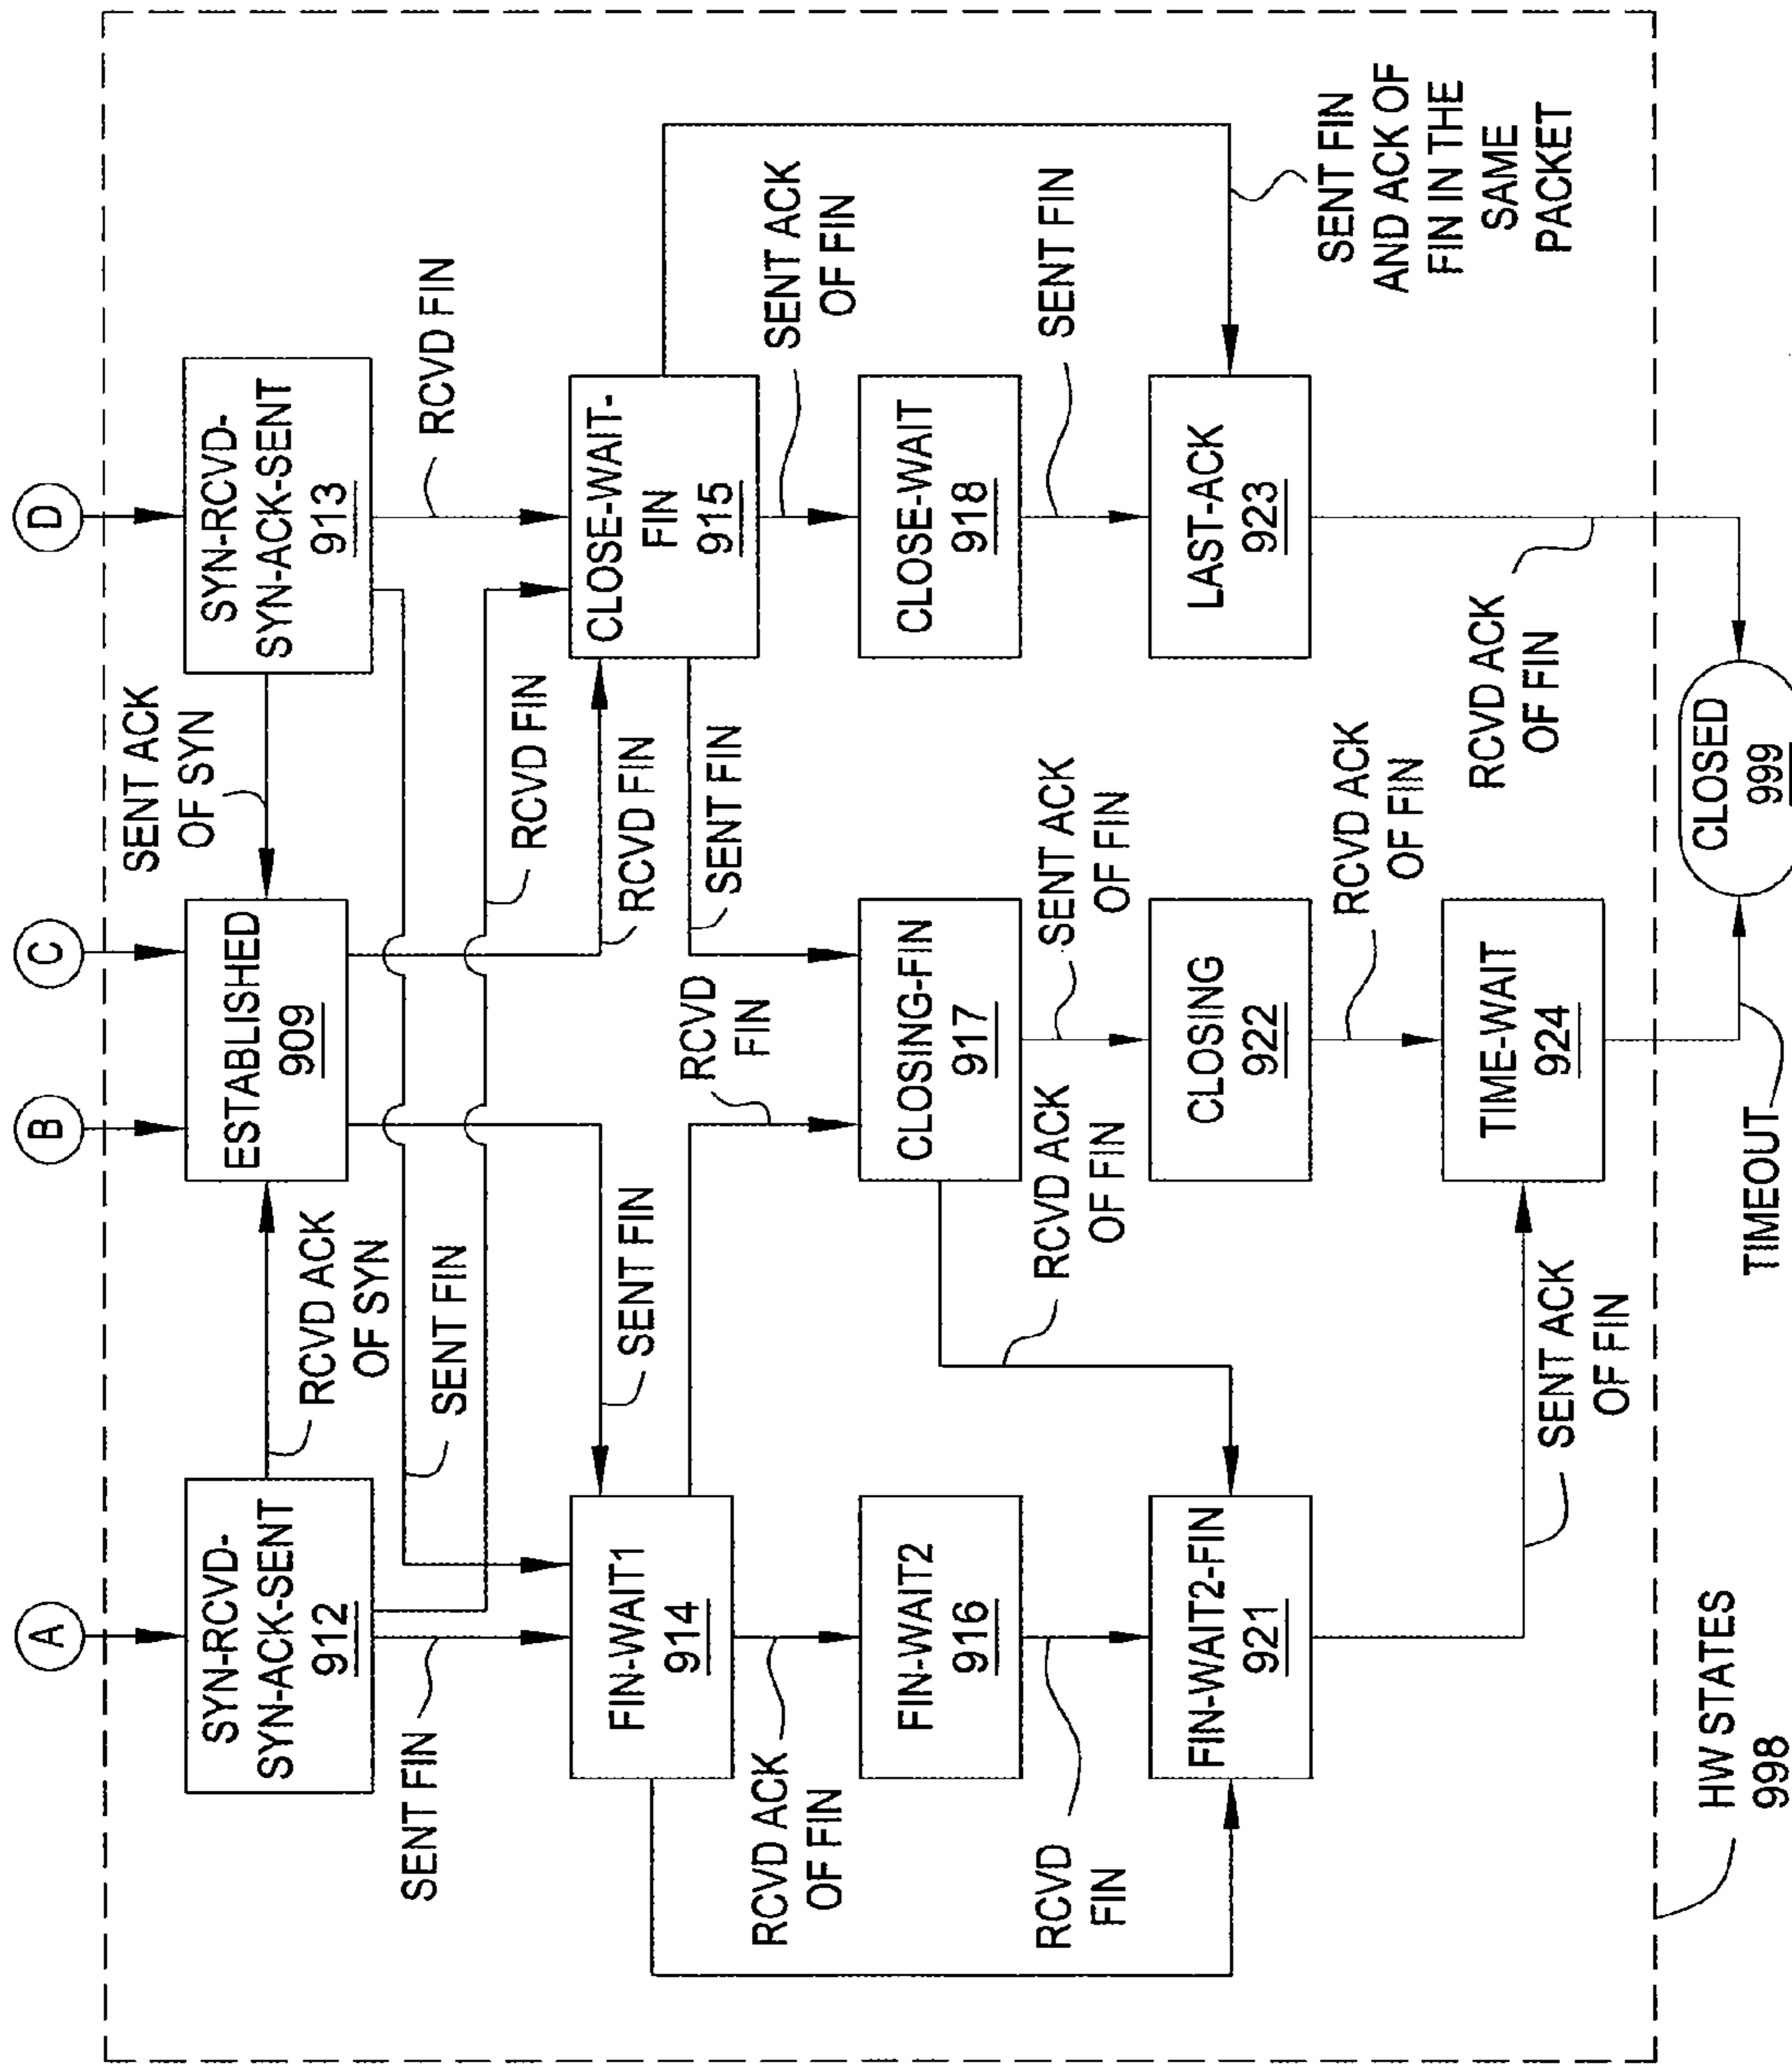 A
B
C
D
SYN-RCVD-
SYN-ACK-SENT
912
ESTABLISHED
909
SYN-RCVD-
SYN-ACK-SENT
913
SENT ACK
OF SYN
RCVD ACK
OF SYN
SENT FIN
SENT FIN
RCVD FIN
RCVD FIN
SENT FIN
RCVD FIN
FIN-WAIT1
914
CLOSE-WAIT-
FIN
915
RCVD
FIN
SENT FIN
RCVD ACK
OF FIN
SENT ACK
OF FIN
FIN-WAIT2
916
CLOSING-FIN
917
CLOSE-WAIT
918
RCVD
FIN
RCVD ACK
OF FIN
SENT ACK
OF FIN
SENT FIN
FIN-WAIT2-FIN
921
CLOSING
922
LAST-ACK
923
SENT FIN
AND ACK OF
FIN IN THE
SAME
PACKET
RCVD ACK
OF FIN
TIME-WAIT
924
SENT ACK
OF FIN
RCVD ACK
OF FIN
HW STATES
998
TIMEOUT
CLOSED
999